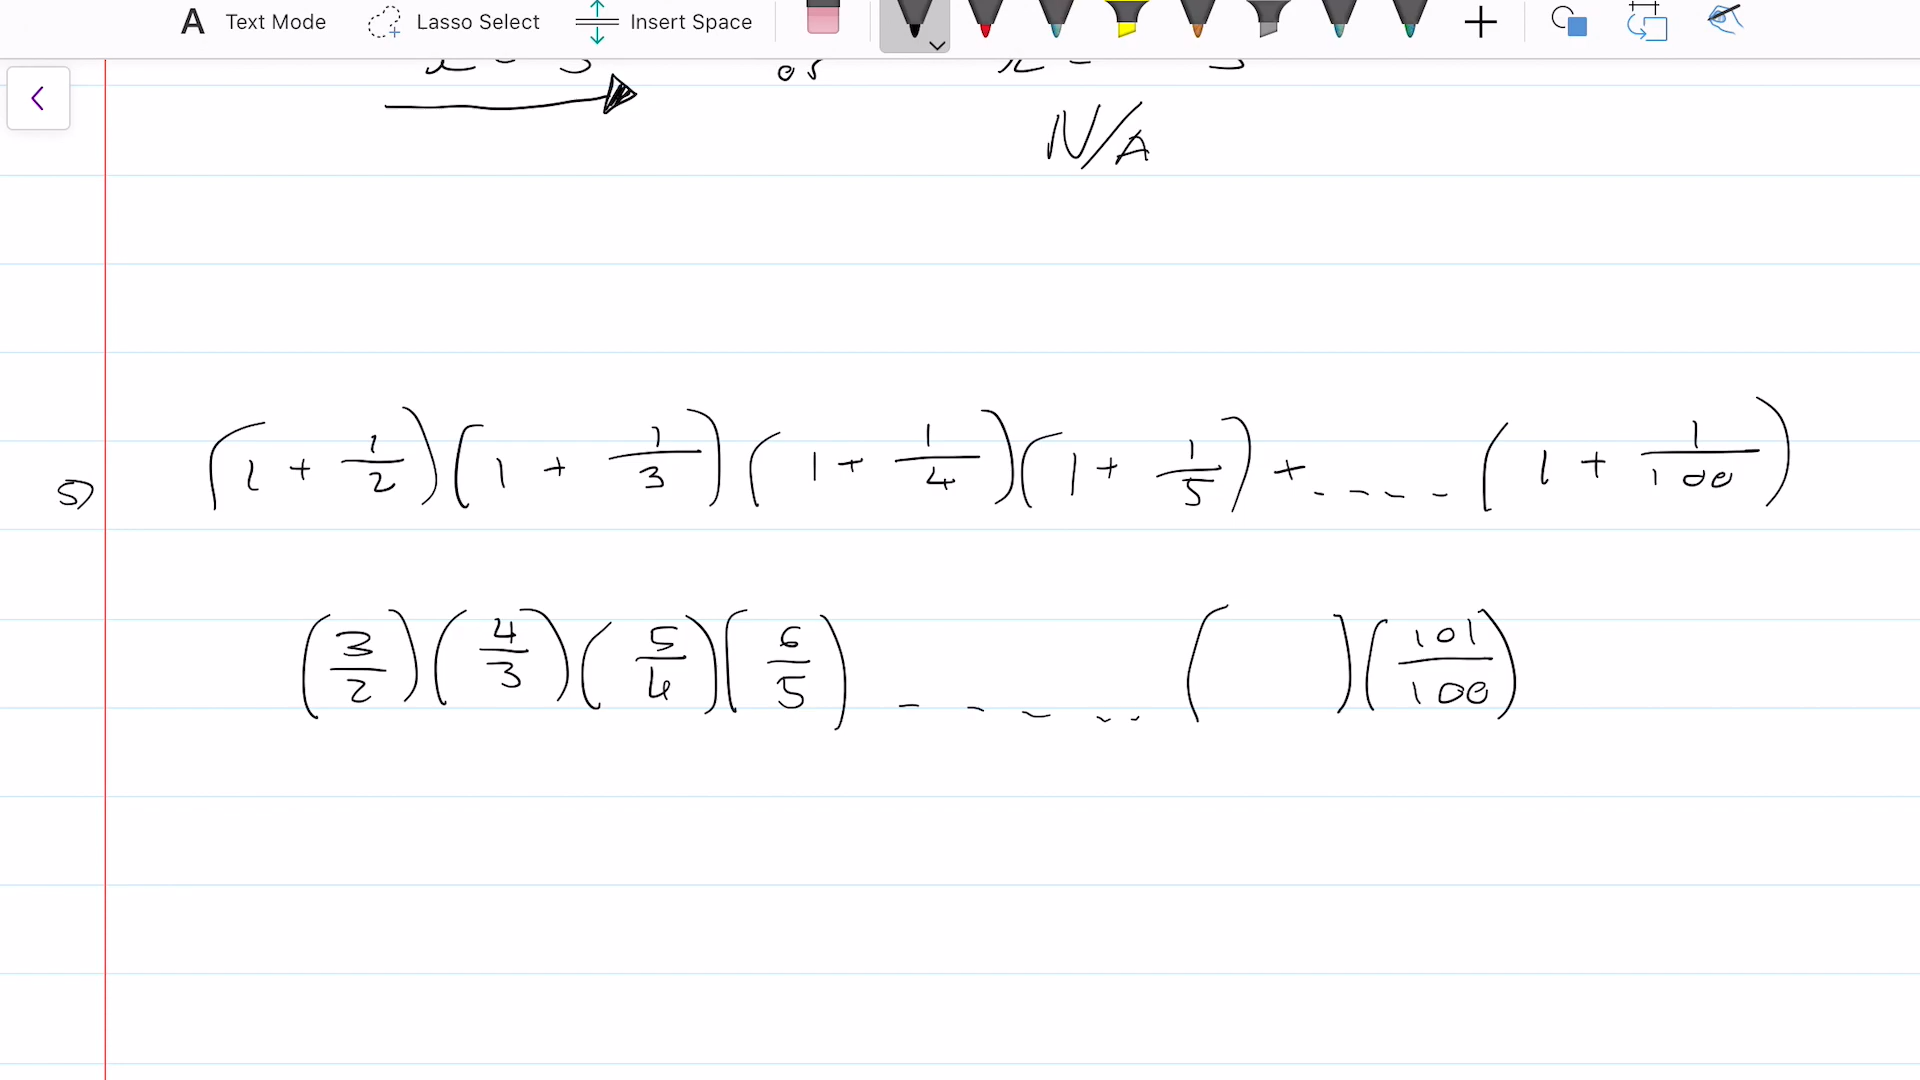 A Text Mode Lasso Select Insert Space
or
N/A
5) (1 + 1/2)(1 + 1/3)(1 + 1/4)(1 + 1/5) + ---- (1 + 1/100)
(3/2)(4/3)(5/4)(6/5) ----- ( )(101/100)